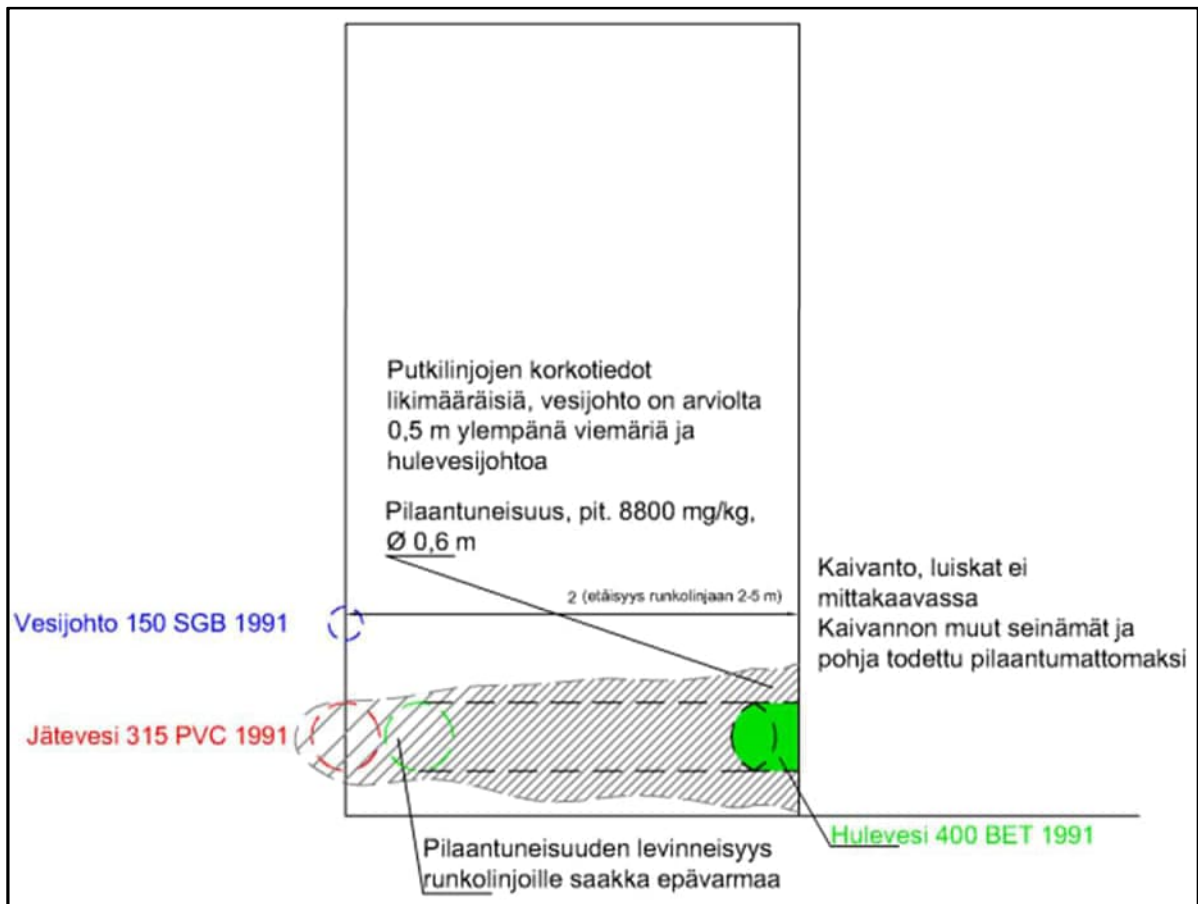 Putkilinjojen korkotiedot
likimääräisiä, vesijohto on arviolta
0,5 m ylempänä viemäriä ja
hulevesijohtoa
Pilaantuneisuus, pit. 8800 mg/kg,
Ø 0,6 m
2 (etäisyys runkolinjaan 2-5 m)
Kaivanto, luiskat ei
mittakaavassa
Kaivannon muut seinämät ja
pohja todettu pilaantumattomaksi
Vesijohto 150 SGB 1991
Jätevesi 315 PVC 1991
Hulevesi 400 BET 1991
Pilaantuneisuuden levinneisyys
runkolinjoille saakka epävarmaa